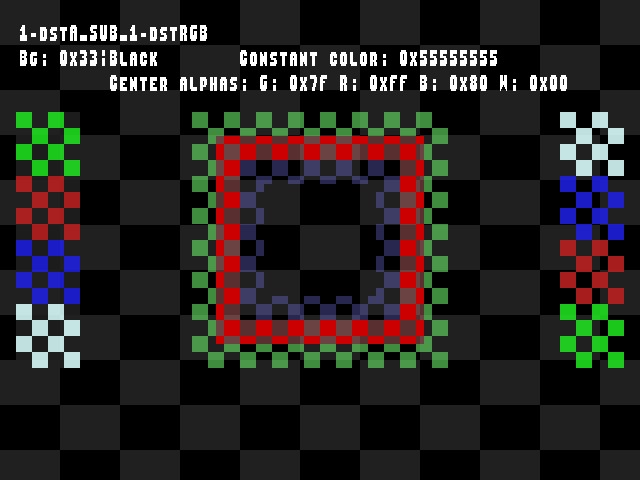 1-dstA_SUB_1-dstRGB
Bg: 0x33|Black Constant color: 0x55555555
Center alphas: G: 0x7f R: 0xff B: 0x80 W: 0x00